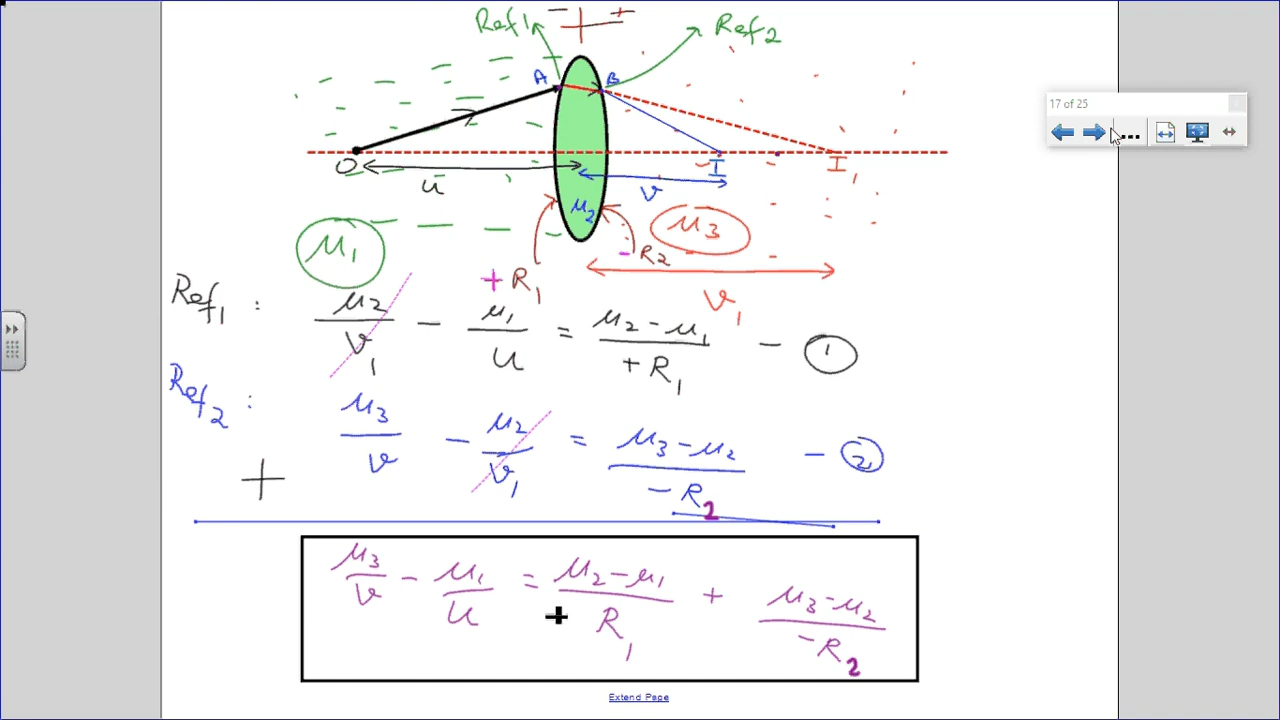 − +
Ref1 Ref2
17 of 25
A B
O I I1
u v
μ2
μ1 μ3
+ R1 − R2
v1
Ref1 : μ2/v1 − μ1/u = (μ2 − μ1)/(+ R1) − ①
Ref2 : μ3/v − μ2/v1 = (μ3 − μ2)/(− R2) − ②
+
μ3/v − μ1/u = (μ2 − μ1)/R1 + (μ3 − μ2)/(−R2)
Extend Page